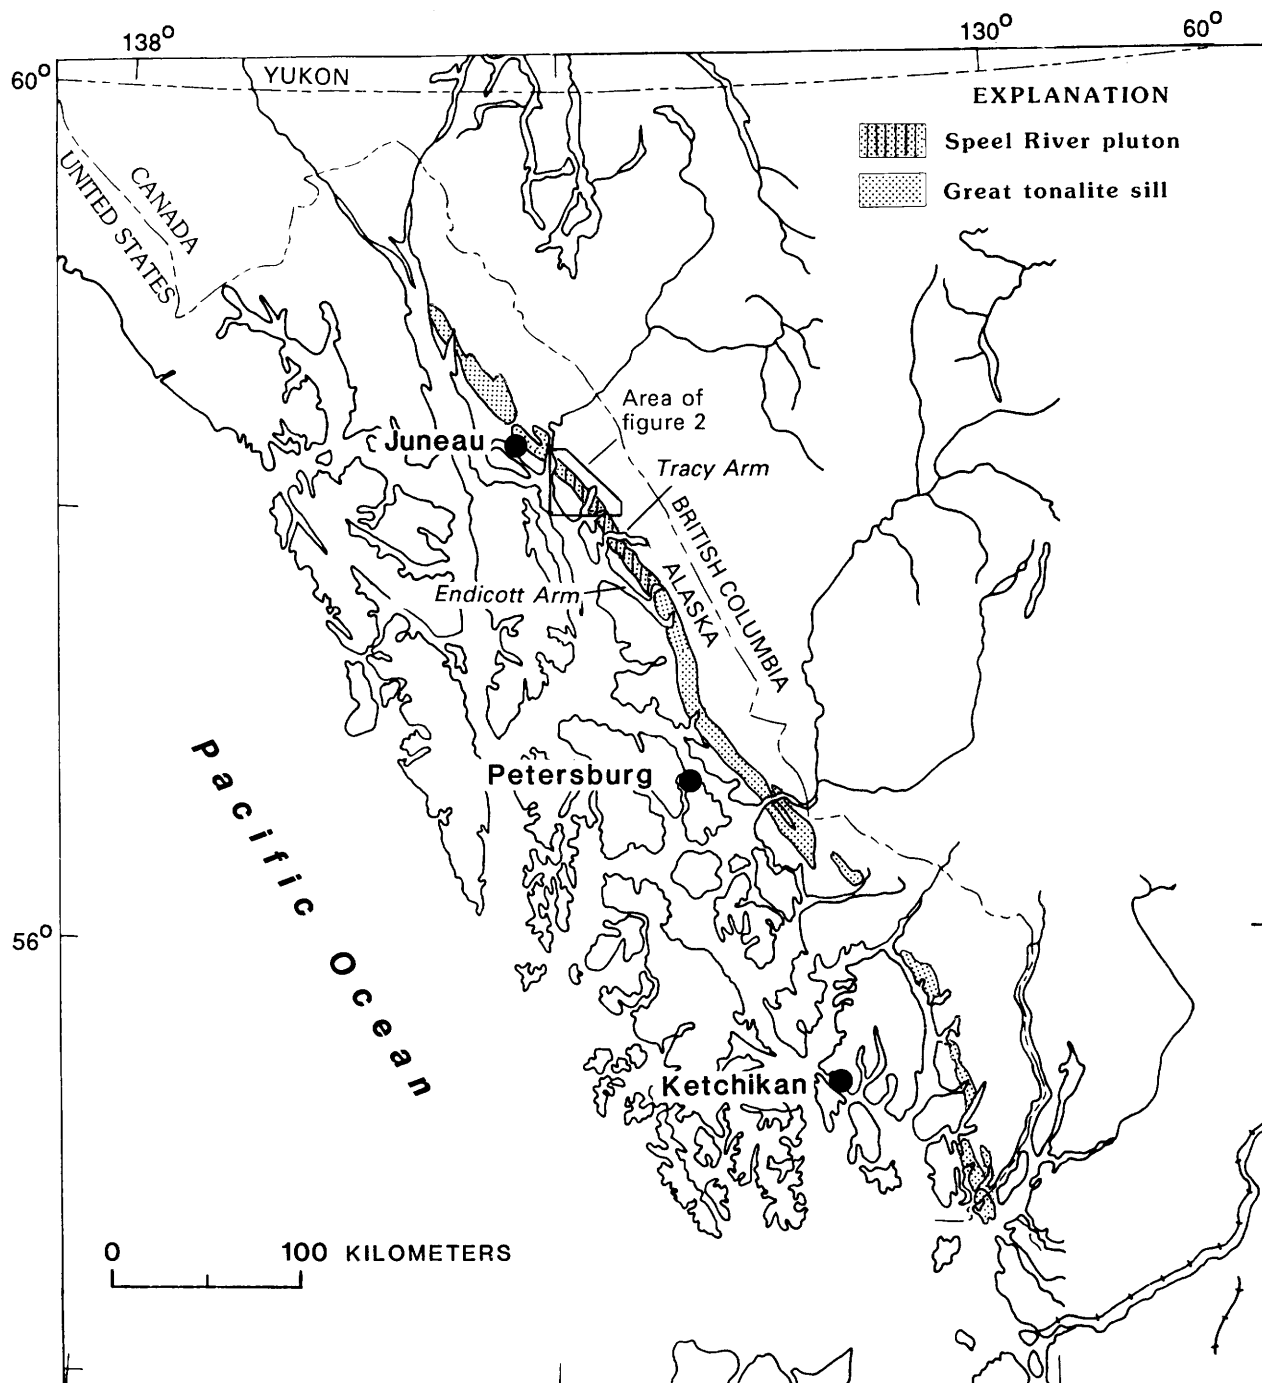 138° 130° 60°
60° YUKON
EXPLANATION
Speel River pluton
Great tonalite sill
CANADA
UNITED STATES
Area of
figure 2
Juneau
Tracy Arm
BRITISH COLUMBIA
ALASKA
Endicott Arm
Petersburg
Pacific Ocean
56°
Ketchikan
0 100 KILOMETERS